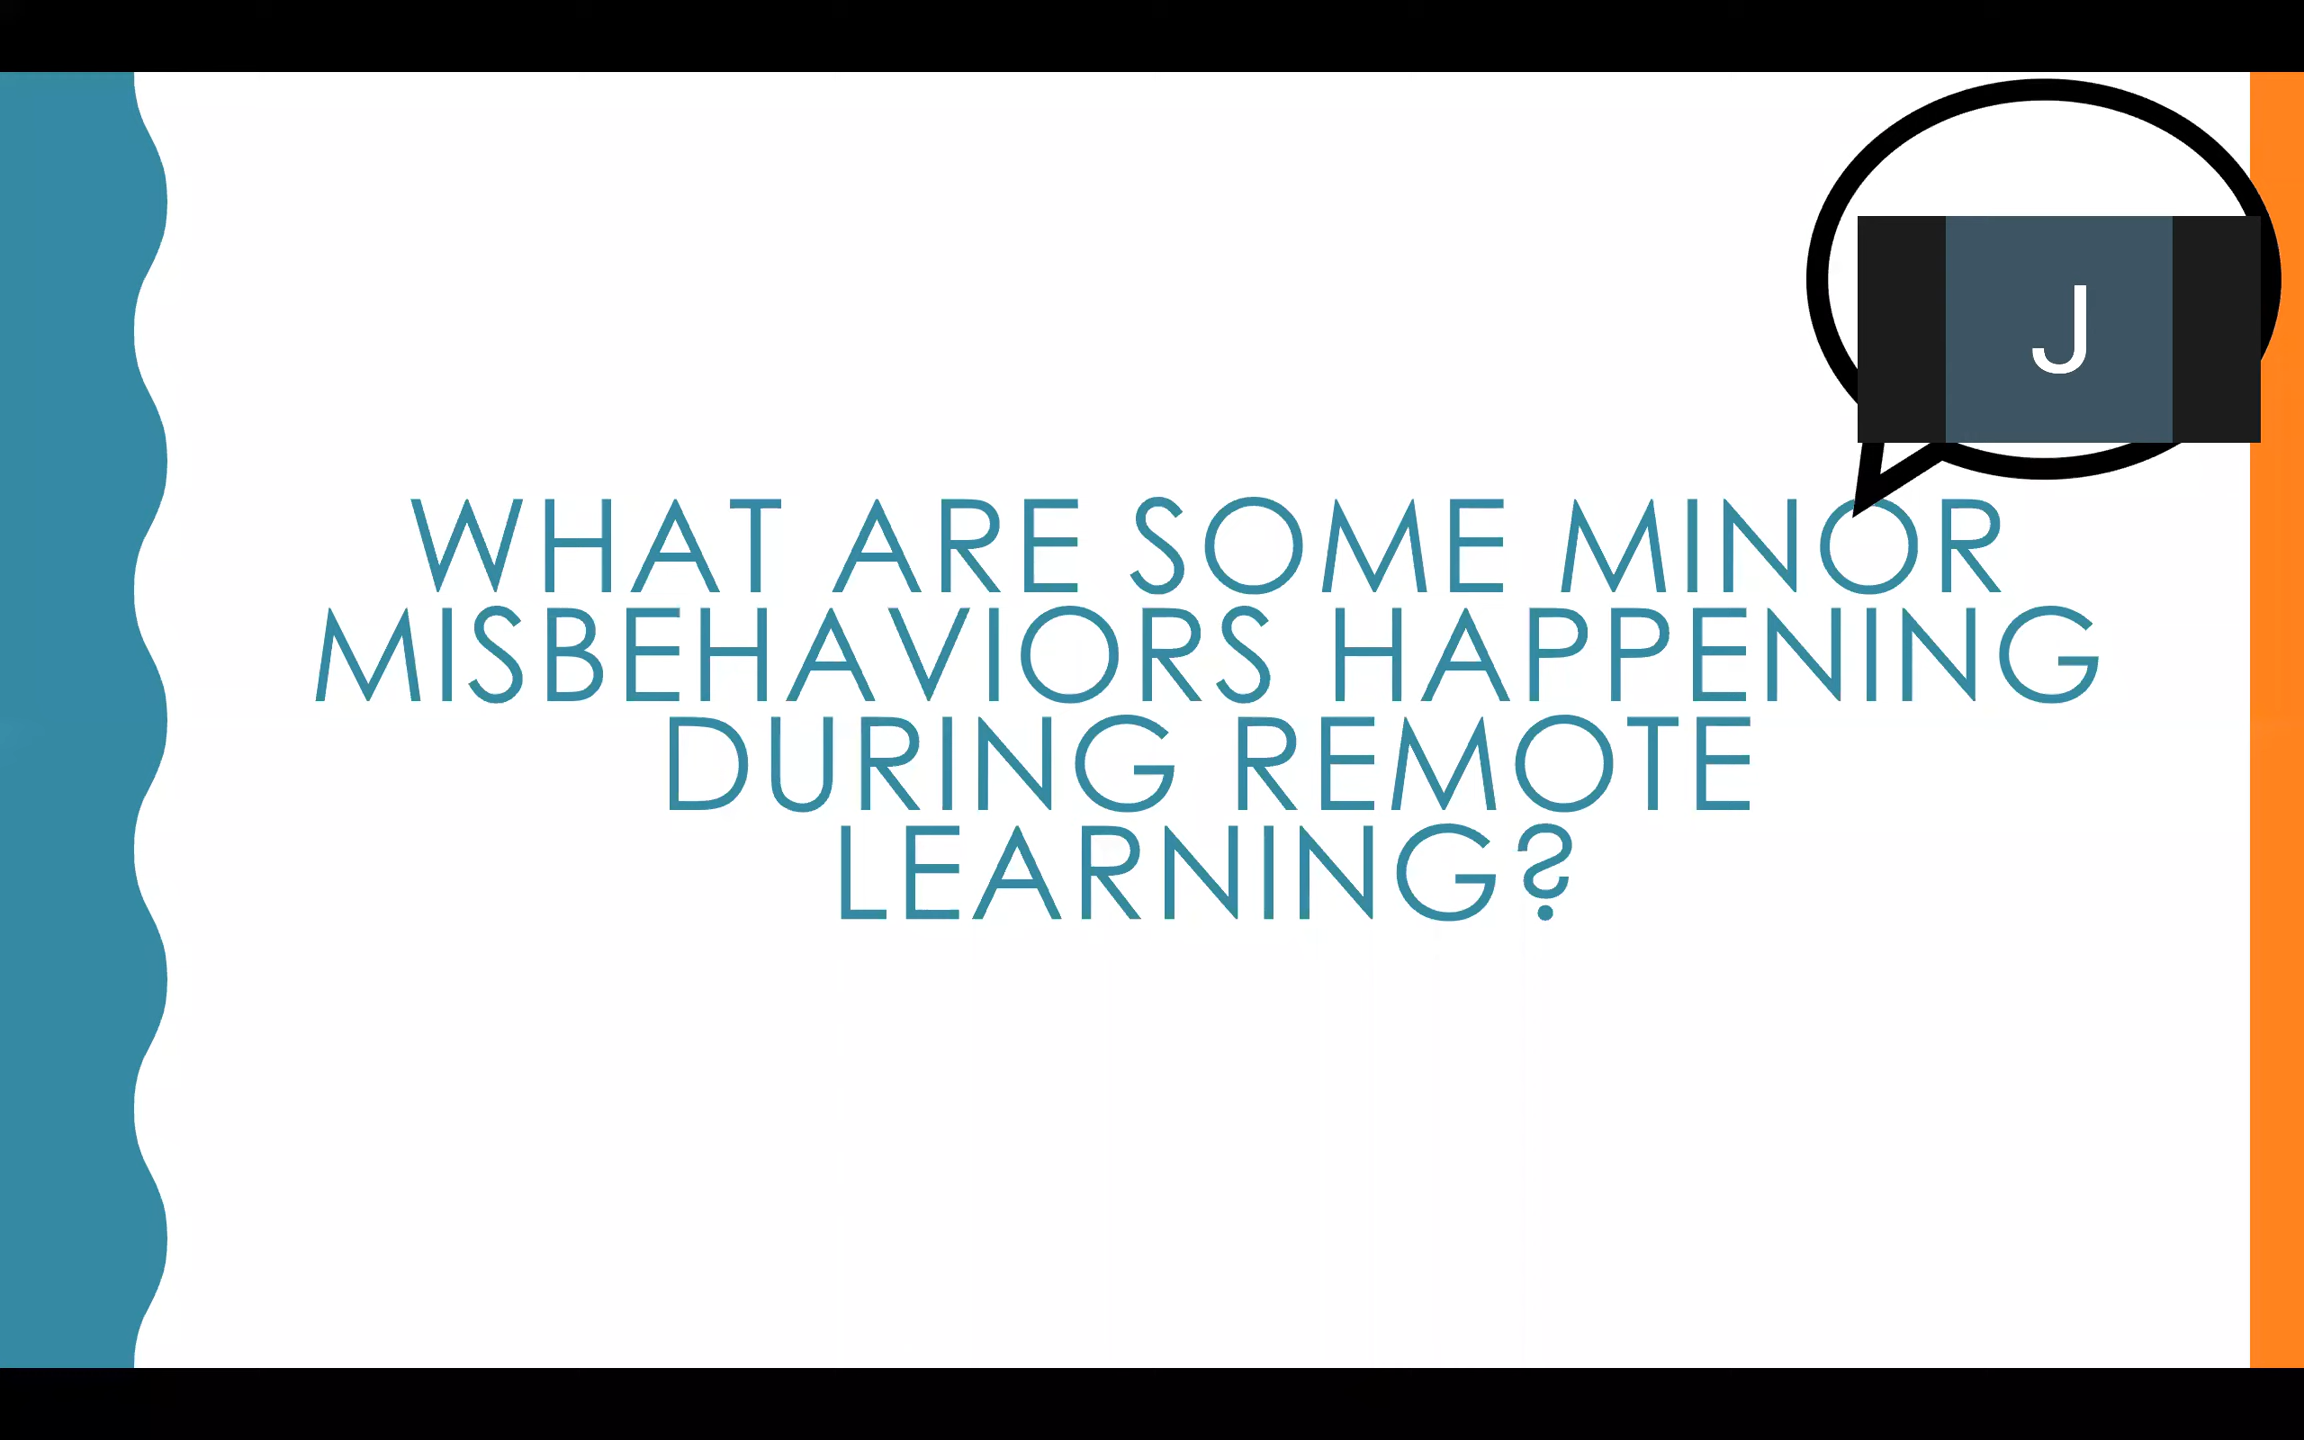 J
WHAT ARE SOME MINOR
MISBEHAVIORS HAPPENING
DURING REMOTE
LEARNING?